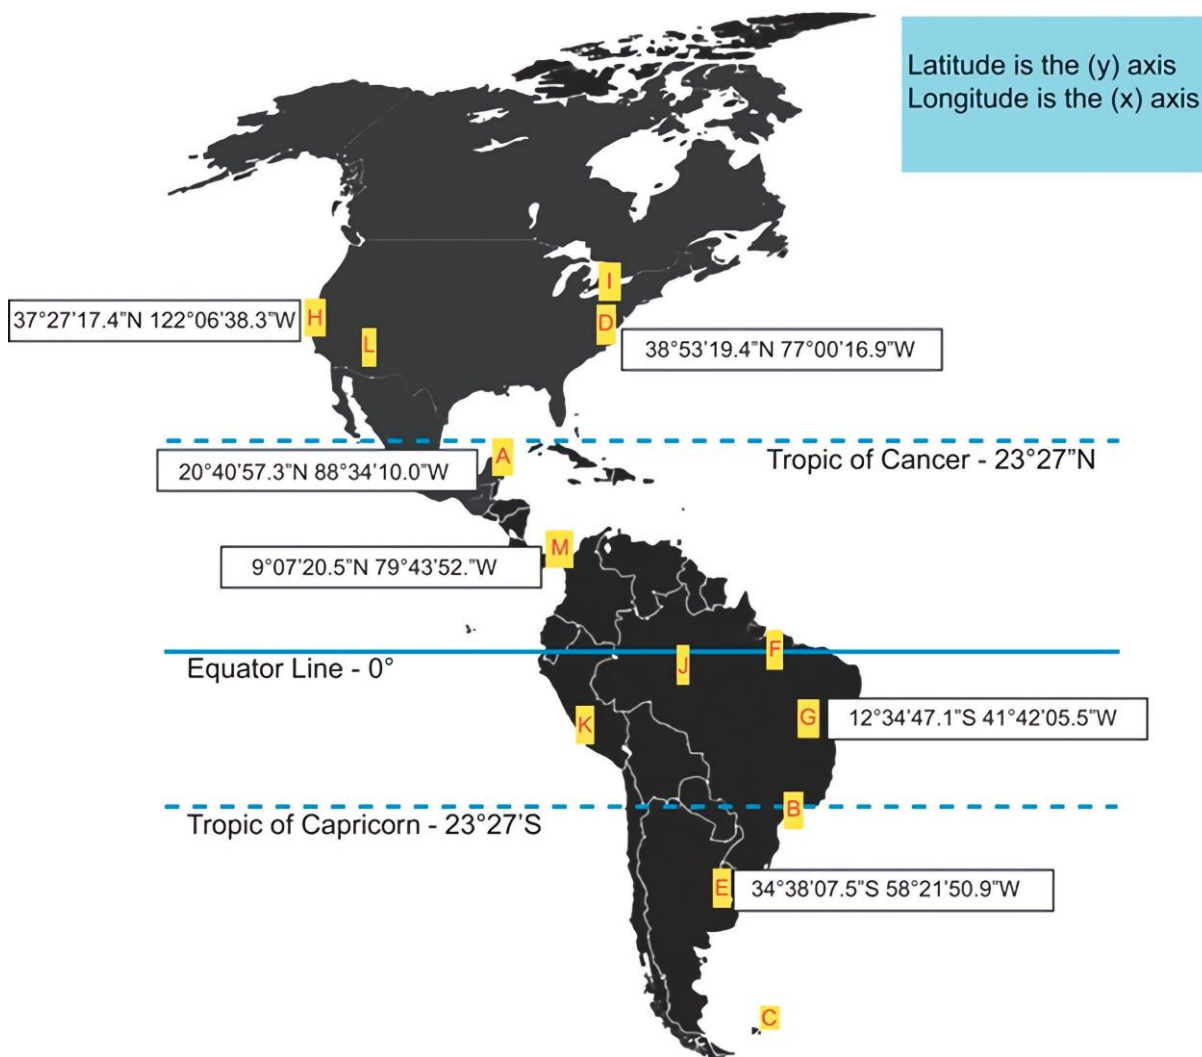 Latitude is the (y) axis
Longitude is the (x) axis
I
37°27’17.4”N 122°06’38.3”W
H
D
L
38°53’19.4”N 77°00’16.9”W
A
20°40’57.3”N 88°34’10.0”W
Tropic of Cancer - 23°27”N
M
9°07’20.5”N 79°43’52.”W
F
Equator Line - 0°
J
K
G
12°34’47.1”S 41°42’05.5”W
B
Tropic of Capricorn - 23°27’S
E
34°38’07.5”S 58°21’50.9”W
C